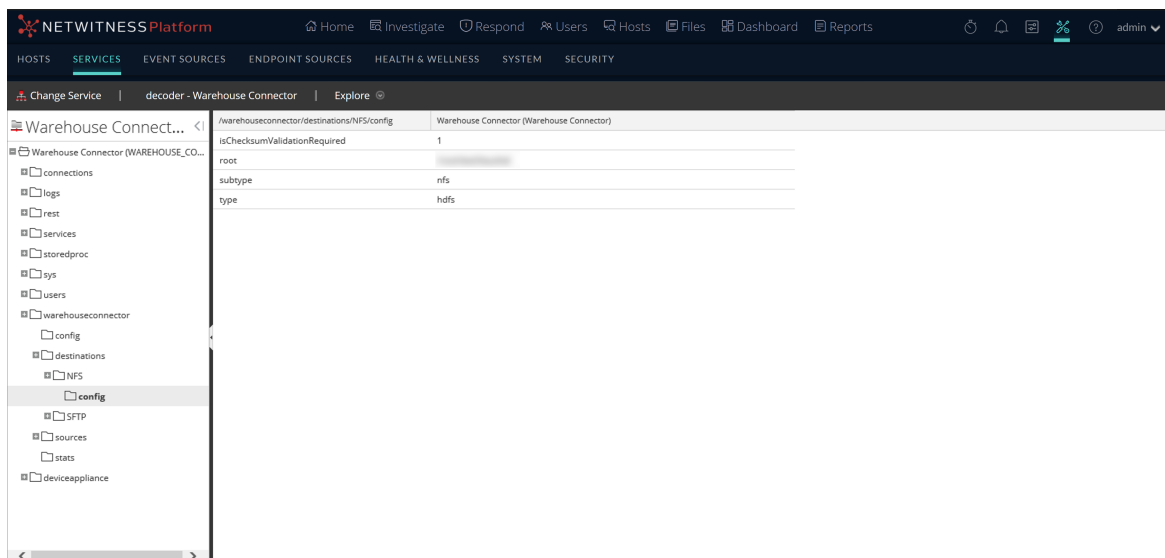 NETWITNESS Platform Home Investigate Respond Users Hosts Files Dashboard Reports admin
HOSTS SERVICES EVENT SOURCES ENDPOINT SOURCES HEALTH & WELLNESS SYSTEM SECURITY
Change Service | decoder - Warehouse Connector | Explore
Warehouse Connect...
Warehouse Connector (WAREHOUSE_CO...
connections
logs
rest
services
storedproc
sys
users
warehouseconnector
config
destinations
NFS
config
SFTP
sources
stats
deviceappliance
/warehouseconnector/destinations/NFS/config Warehouse Connector (Warehouse Connector)
isChecksumValidationRequired 1
root
subtype nfs
type hdfs